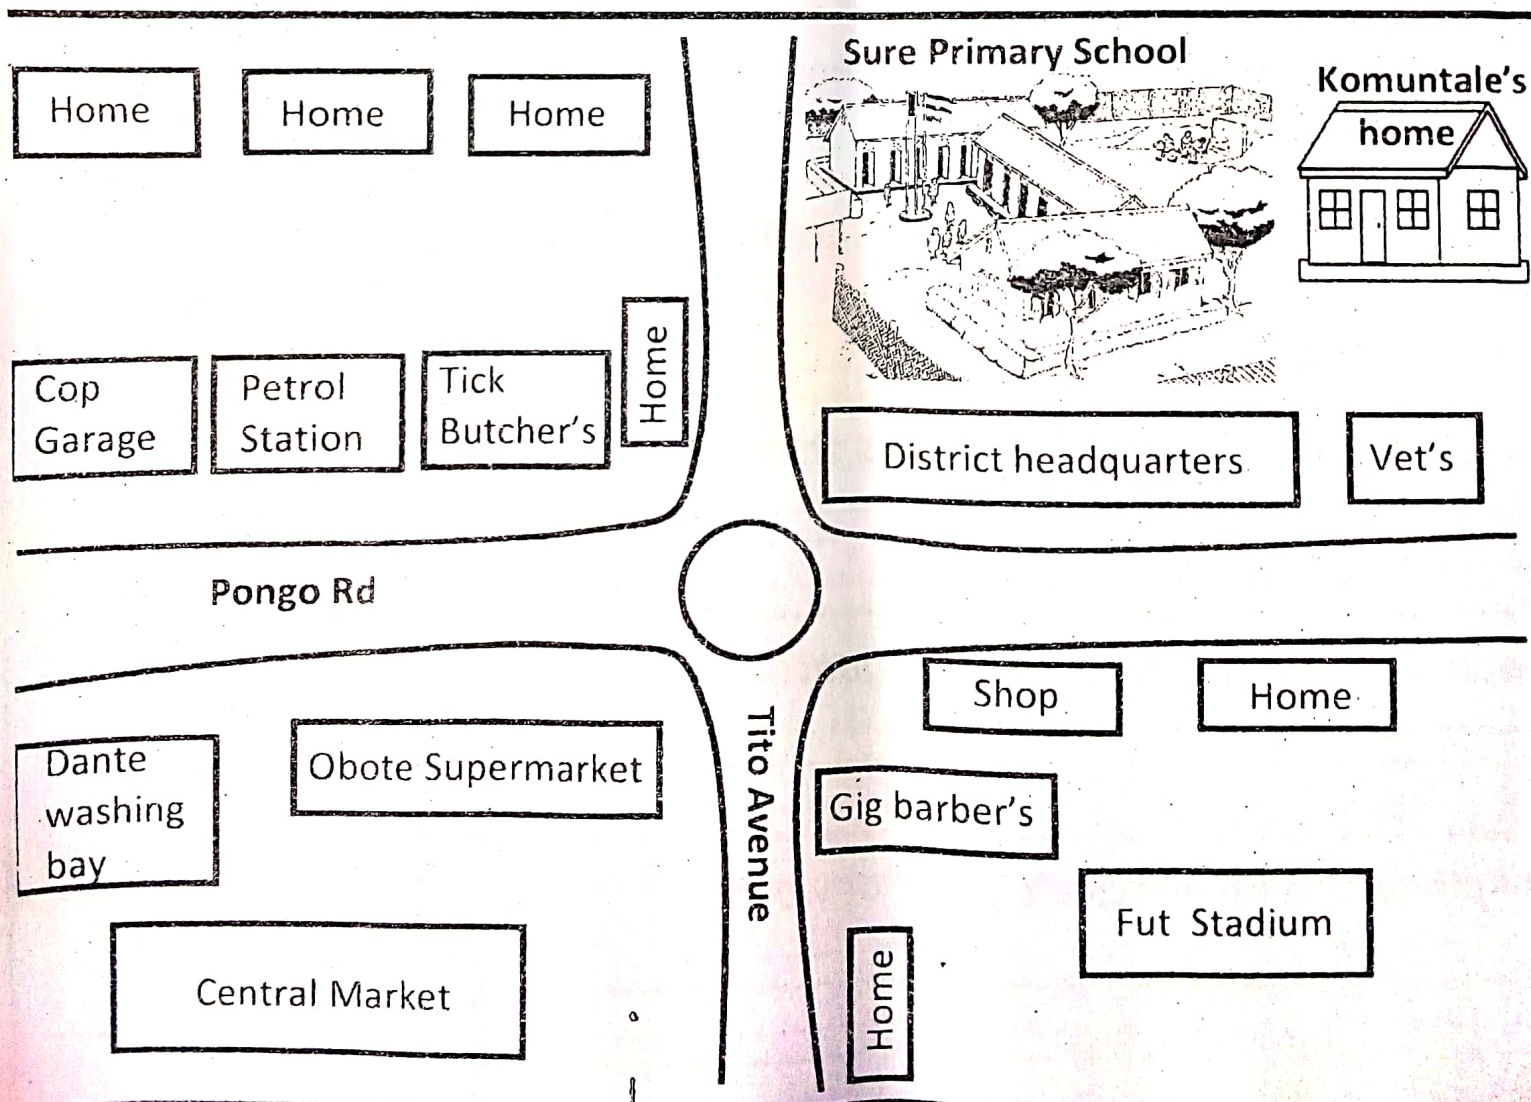 Sure Primary School
Komuntale's
home
Home
Home
Home
Home
Cop
Garage
Petrol
Station
Tick
Butcher's
District headquarters
Vet's
Pongo Rd
Shop
Home
Tito Avenue
Dante
washing
bay
Obote Supermarket
Gig barber's
Fut Stadium
Central Market
Home